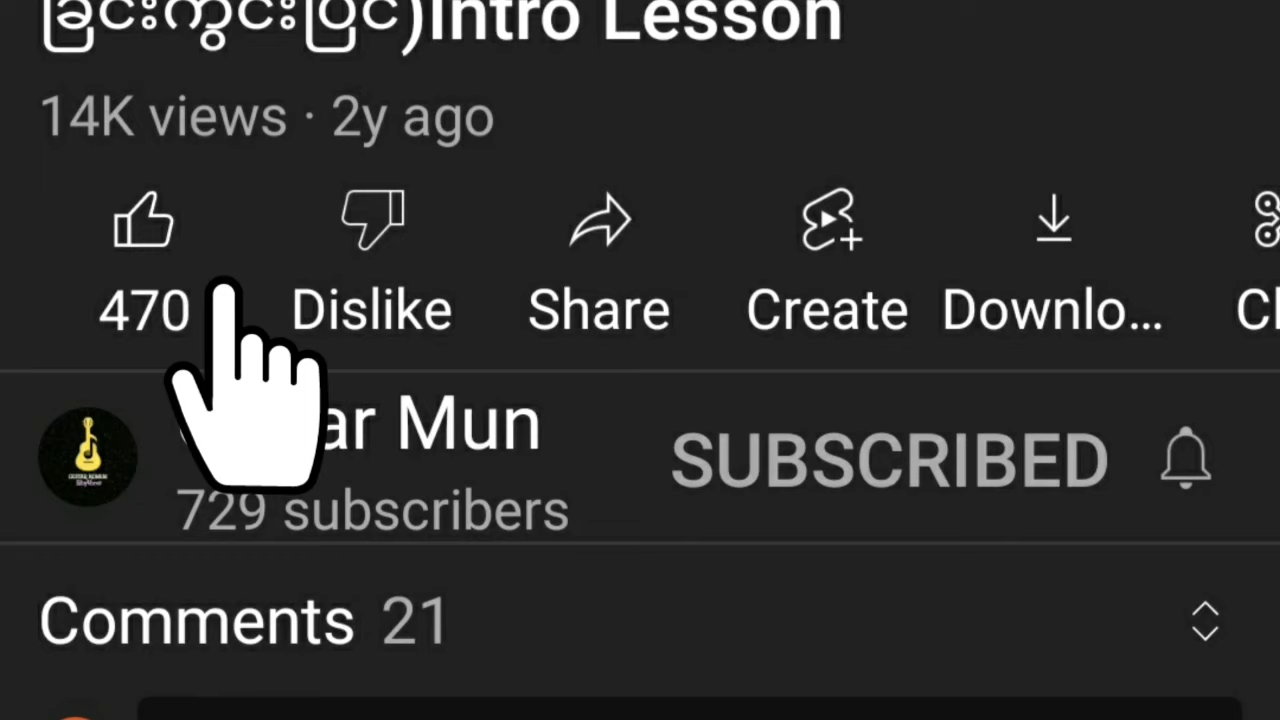 ခြင်းကွင်းပြင်)Intro Lesson
14K views · 2y ago
470 Dislike Share Create Downlo...
Mun
SUBSCRIBED
729 subscribers
Comments 21